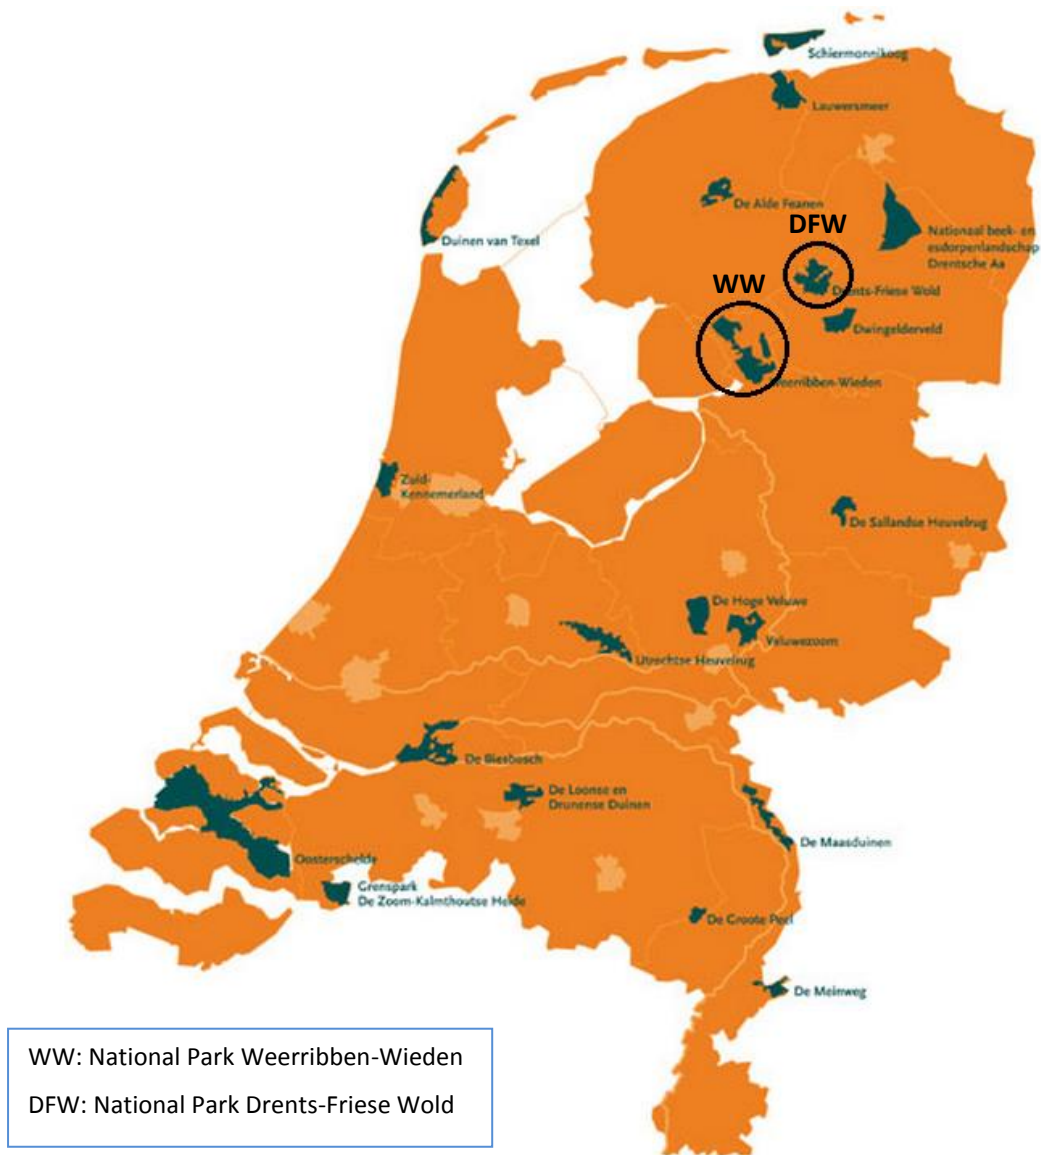 Schiermonnikoog
Lauwersmeer
De Alde Feanen
DFW
Nationaal beek- en
esdorpenlandschap
Drentsche Aa
Duinen van Texel
WW
Drents-Friese Wold
Dwingelderveld
Weerribben-Wieden
Zuid-
Kennemerland
De Sallandse Heuvelrug
De Hoge Veluwe
Veluwezoom
Utrechtse Heuvelrug
De Biesbosch
De Loonse en
Drunense Duinen
De Maasduinen
Oosterschelde
Grenspark
De Zoom-Kalmthoutse Heide
De Groote Peel
De Meinweg
WW: National Park Weerribben-Wieden
DFW: National Park Drents-Friese Wold